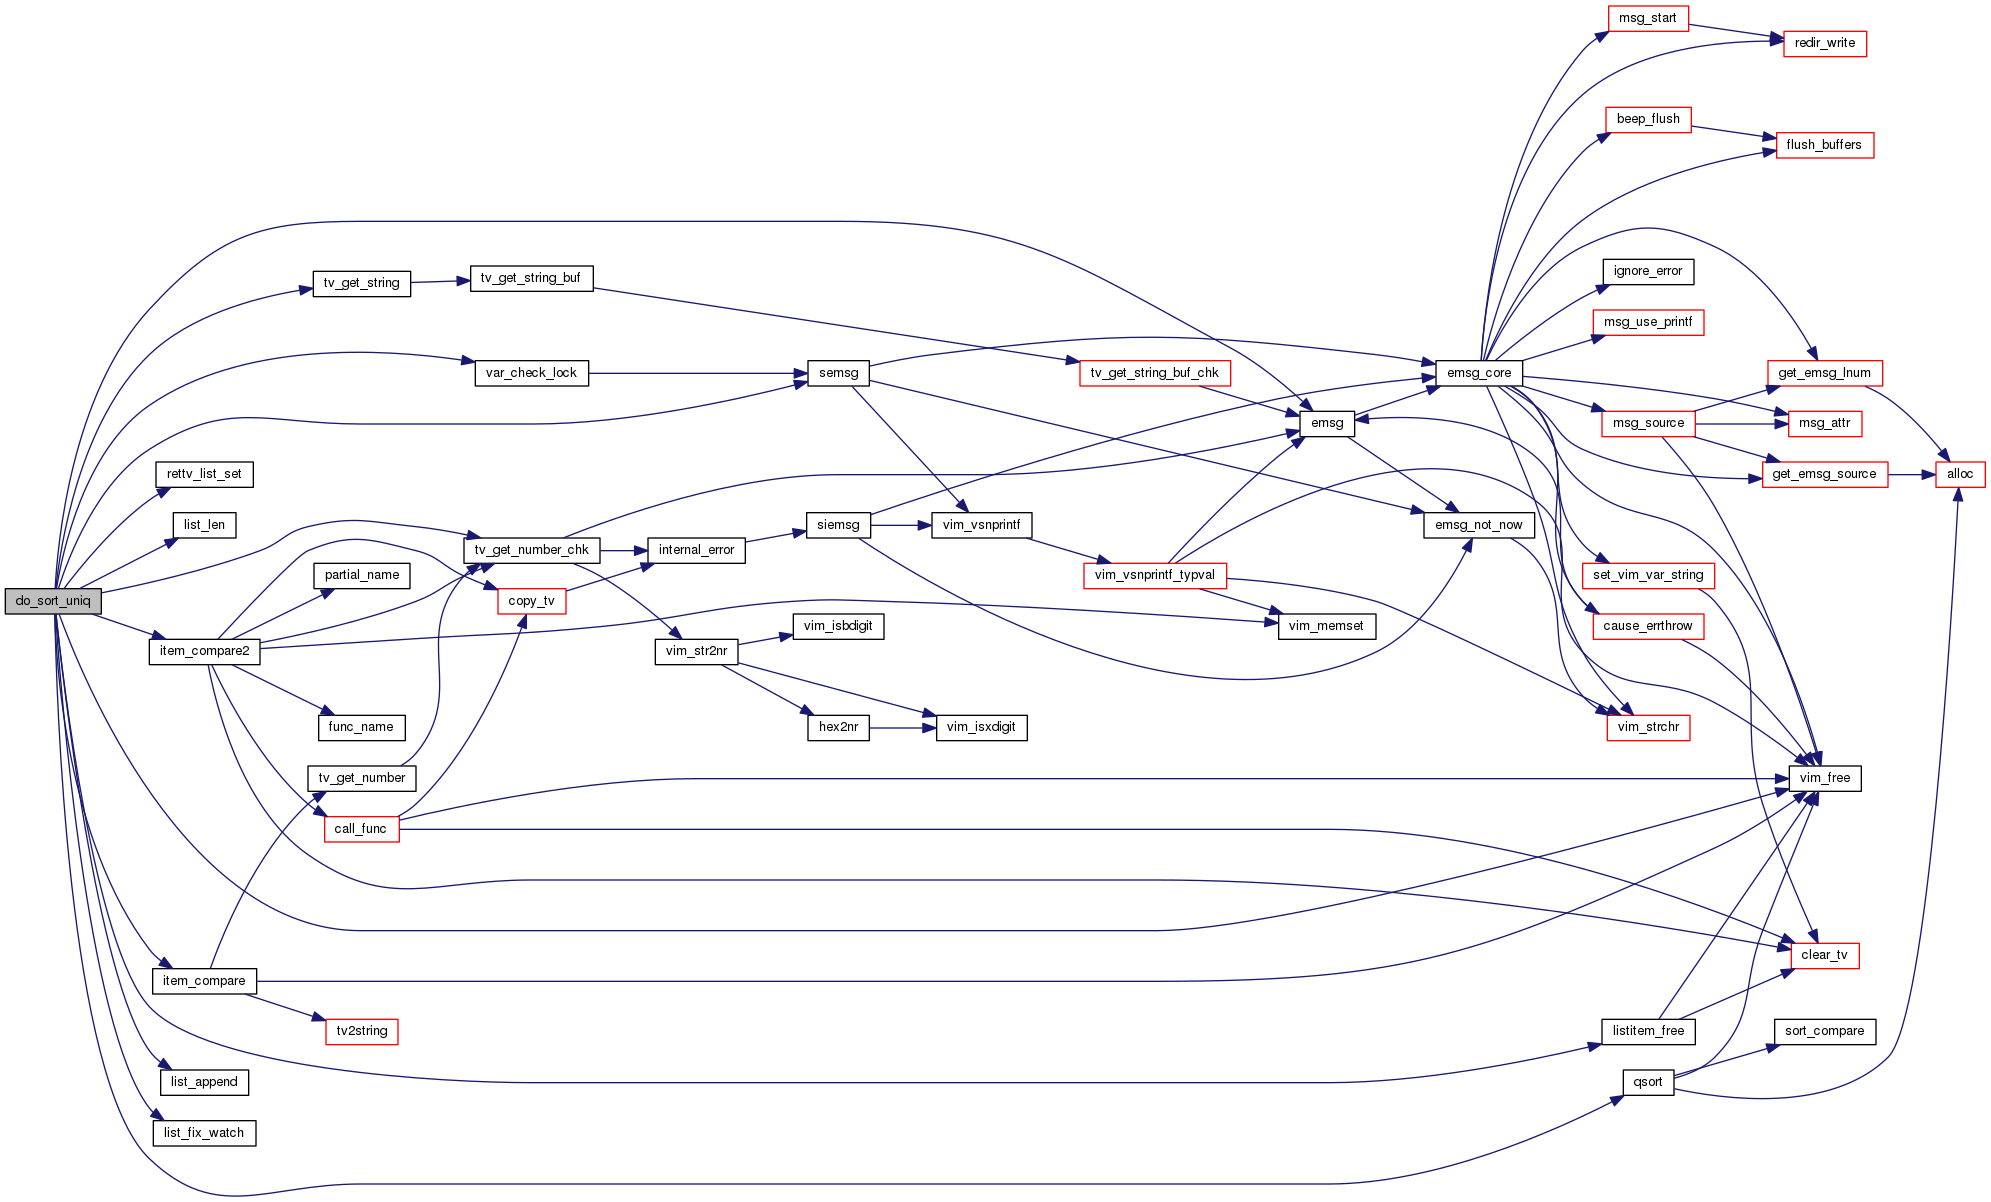 msg_start
redir_write
beep_flush
flush_buffers
tv_get_string
tv_get_string_buf
ignore_error
msg_use_printf
var_check_lock
semsg
tv_get_string_buf_chk
emsg_core
get_emsg_lnum
emsg
msg_source
msg_attr
rettv_list_set
get_emsg_source
alloc
list_len
siemsg
vim_vsnprintf
emsg_not_now
tv_get_number_chk
internal_error
partial_name
vim_vsnprintf_typval
set_vim_var_string
do_sort_uniq
copy_tv
vim_isbdigit
vim_memset
cause_errthrow
item_compare2
vim_str2nr
func_name
hex2nr
vim_isxdigit
vim_strchr
tv_get_number
vim_free
call_func
clear_tv
item_compare
tv2string
listitem_free
sort_compare
list_append
qsort
list_fix_watch